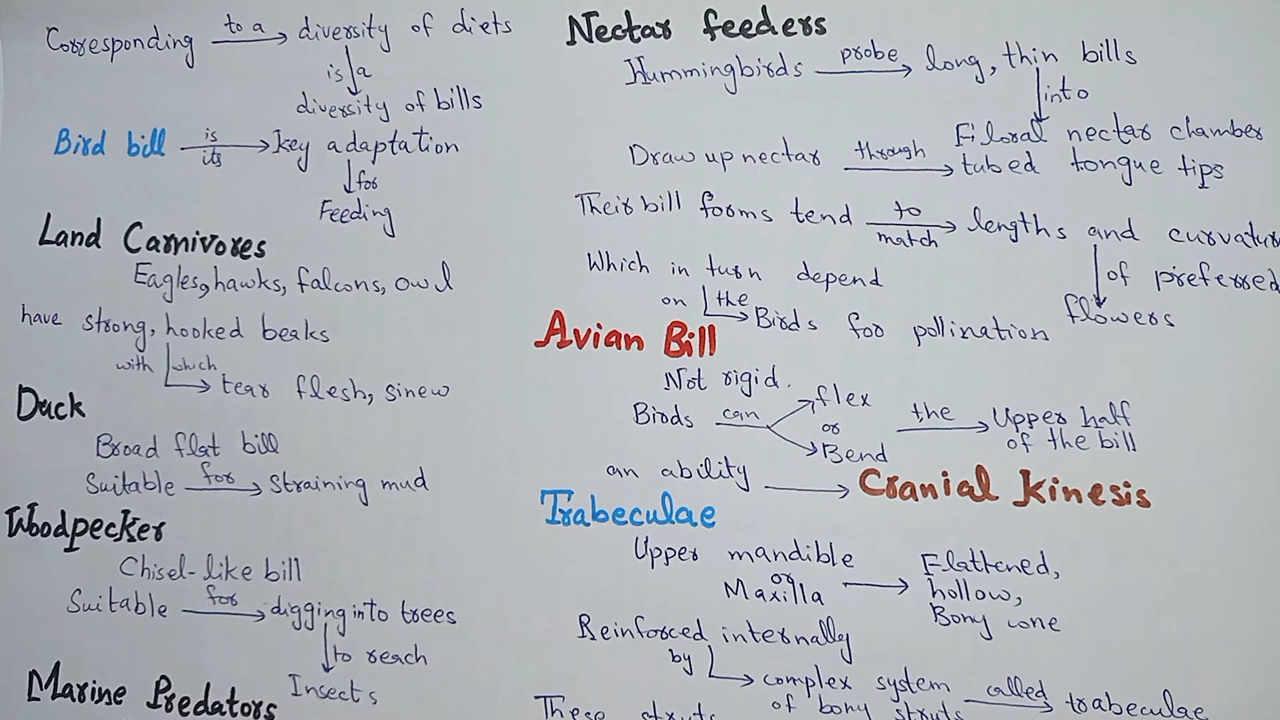 Corresponding to a → diversity of diets
is a
diversity of bills
Bird bill is its → key adaptation
for
Feeding
Land Carnivores
Eagles, hawks, falcons, owl
have strong, hooked beaks
with which
→ tear flesh, sinew
Duck
Broad flat bill
Suitable for → straining mud
Woodpecker
Chisel-like bill
Suitable for → digging into trees
to reach
Insects
Marine Predators
Nectar feeders
Hummingbirds probe → long, thin bills
into
Filoral nectar chamber
Draw up nectar through → tubed tongue tips
Their bill forms tend to match → lengths and curvatur
of preferred
flowers
Which in turn depend
on the
→ Birds for pollination
Avian Bill
Not rigid.
Birds can flex or Bend the → Upper half
of the bill
an ability → Cranial Kinesis
Trabeculae
Upper mandible
or
Maxilla → Flattened,
hollow,
Bony cone
Reinforced internally
by → complex system called → trabeculae
of bony struts
These struts